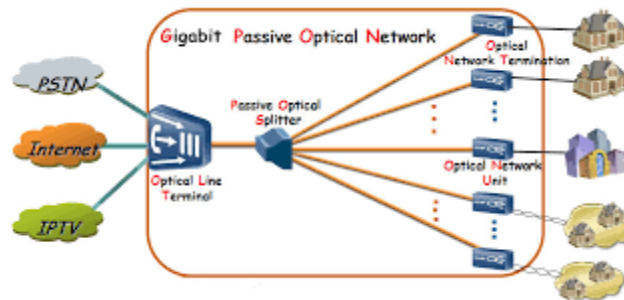 Gigabit Passive Optical Network
PSTN
Internet
IPTV
Optical Line
Terminal
Passive Optical
Splitter
Optical
Network Termination
Optical Network
Unit